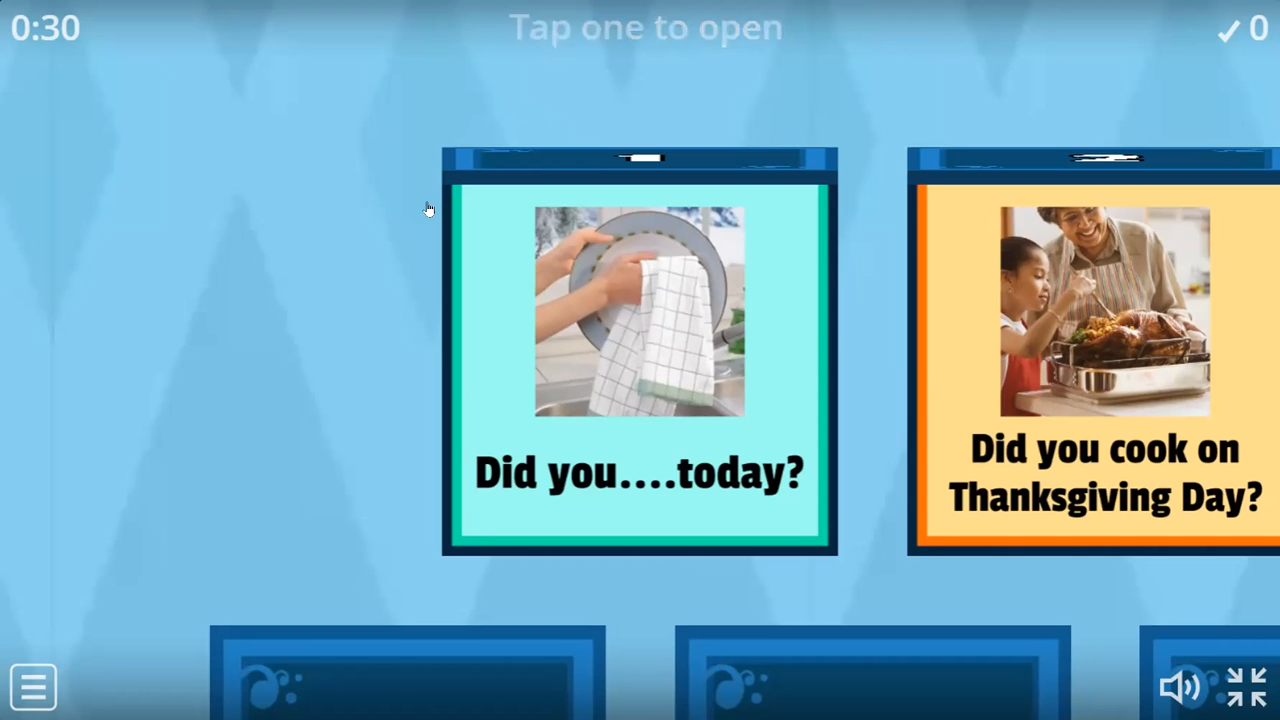 0:30
Tap one to open
0
Did you....today?
Did you cook on
Thanksgiving Day?